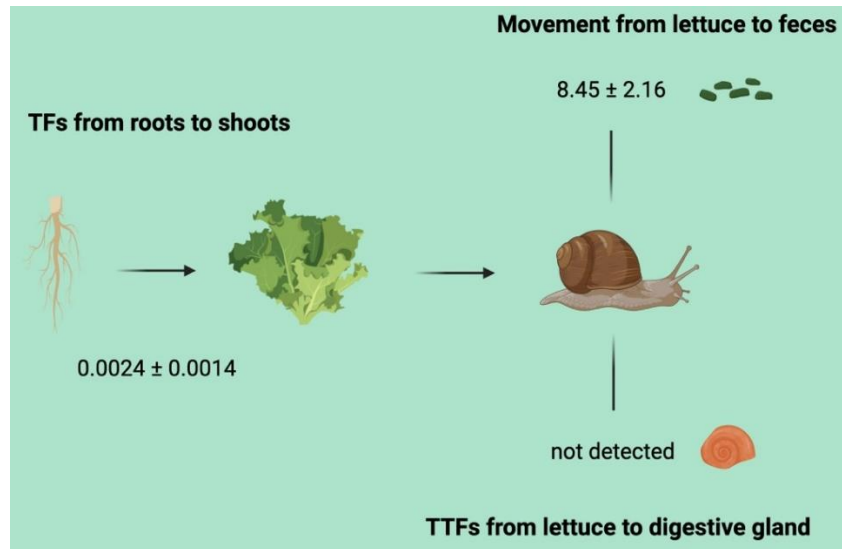 Movement from lettuce to feces
8.45 ± 2.16
TFs from roots to shoots
0.0024 ± 0.0014
not detected
TTFs from lettuce to digestive gland